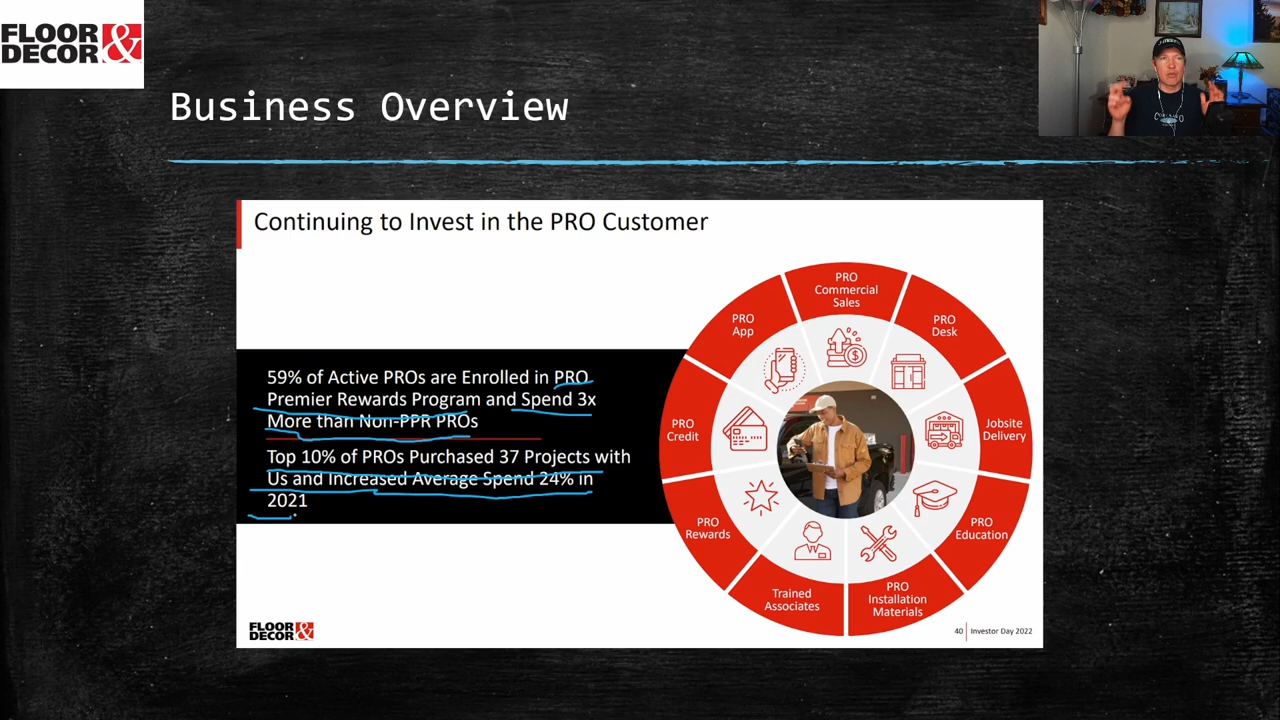 FLOOR &
DECOR
Business Overview
Continuing to Invest in the PRO Customer
59% of Active PROs are Enrolled in PRO
Premier Rewards Program and Spend 3x
More than Non-PPR PROs
Top 10% of PROs Purchased 37 Projects with
Us and Increased Average Spend 24% in
2021
PRO
Commercial
Sales
PRO
Desk
Jobsite
Delivery
PRO
Education
PRO
Installation
Materials
Trained
Associates
PRO
Rewards
PRO
Credit
PRO
App
FLOOR &
DECOR
40 Investor Day 2022